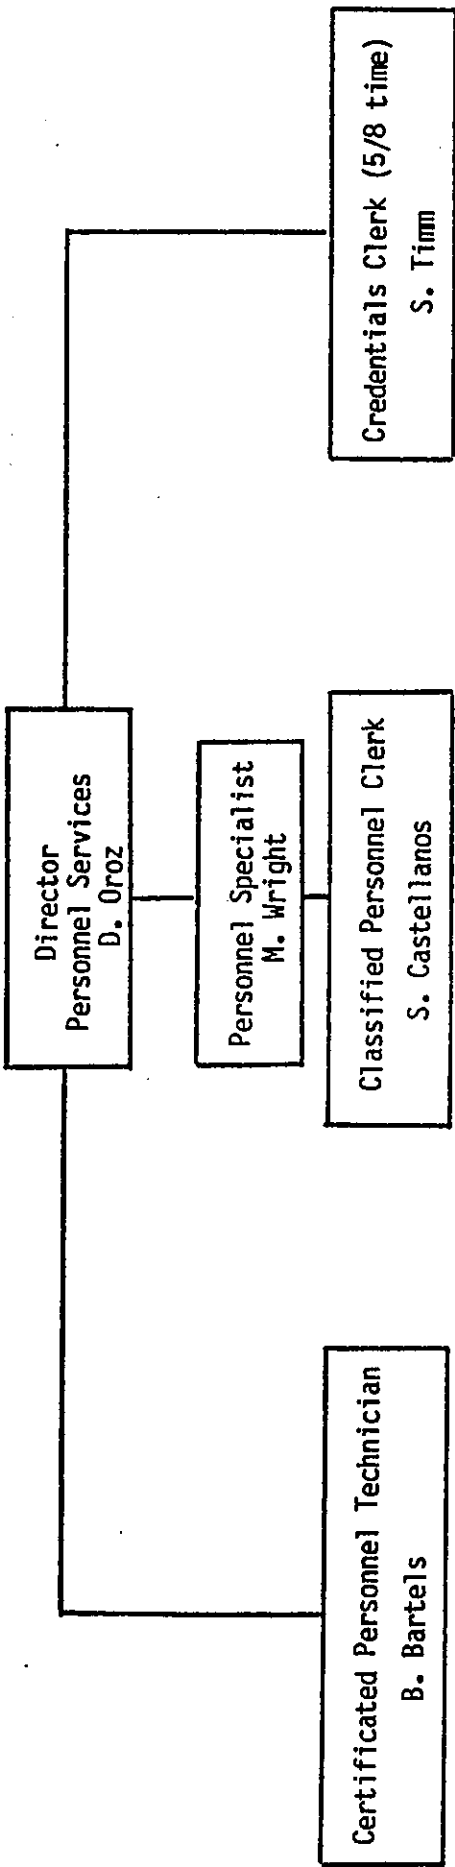 Director
Personnel Services
D. Oroz
Personnel Specialist
M. Wright
Certificated Personnel Technician
B. Bartels
Classified Personnel Clerk
S. Castellanos
Credentials Clerk (5/8 time)
S. Timm